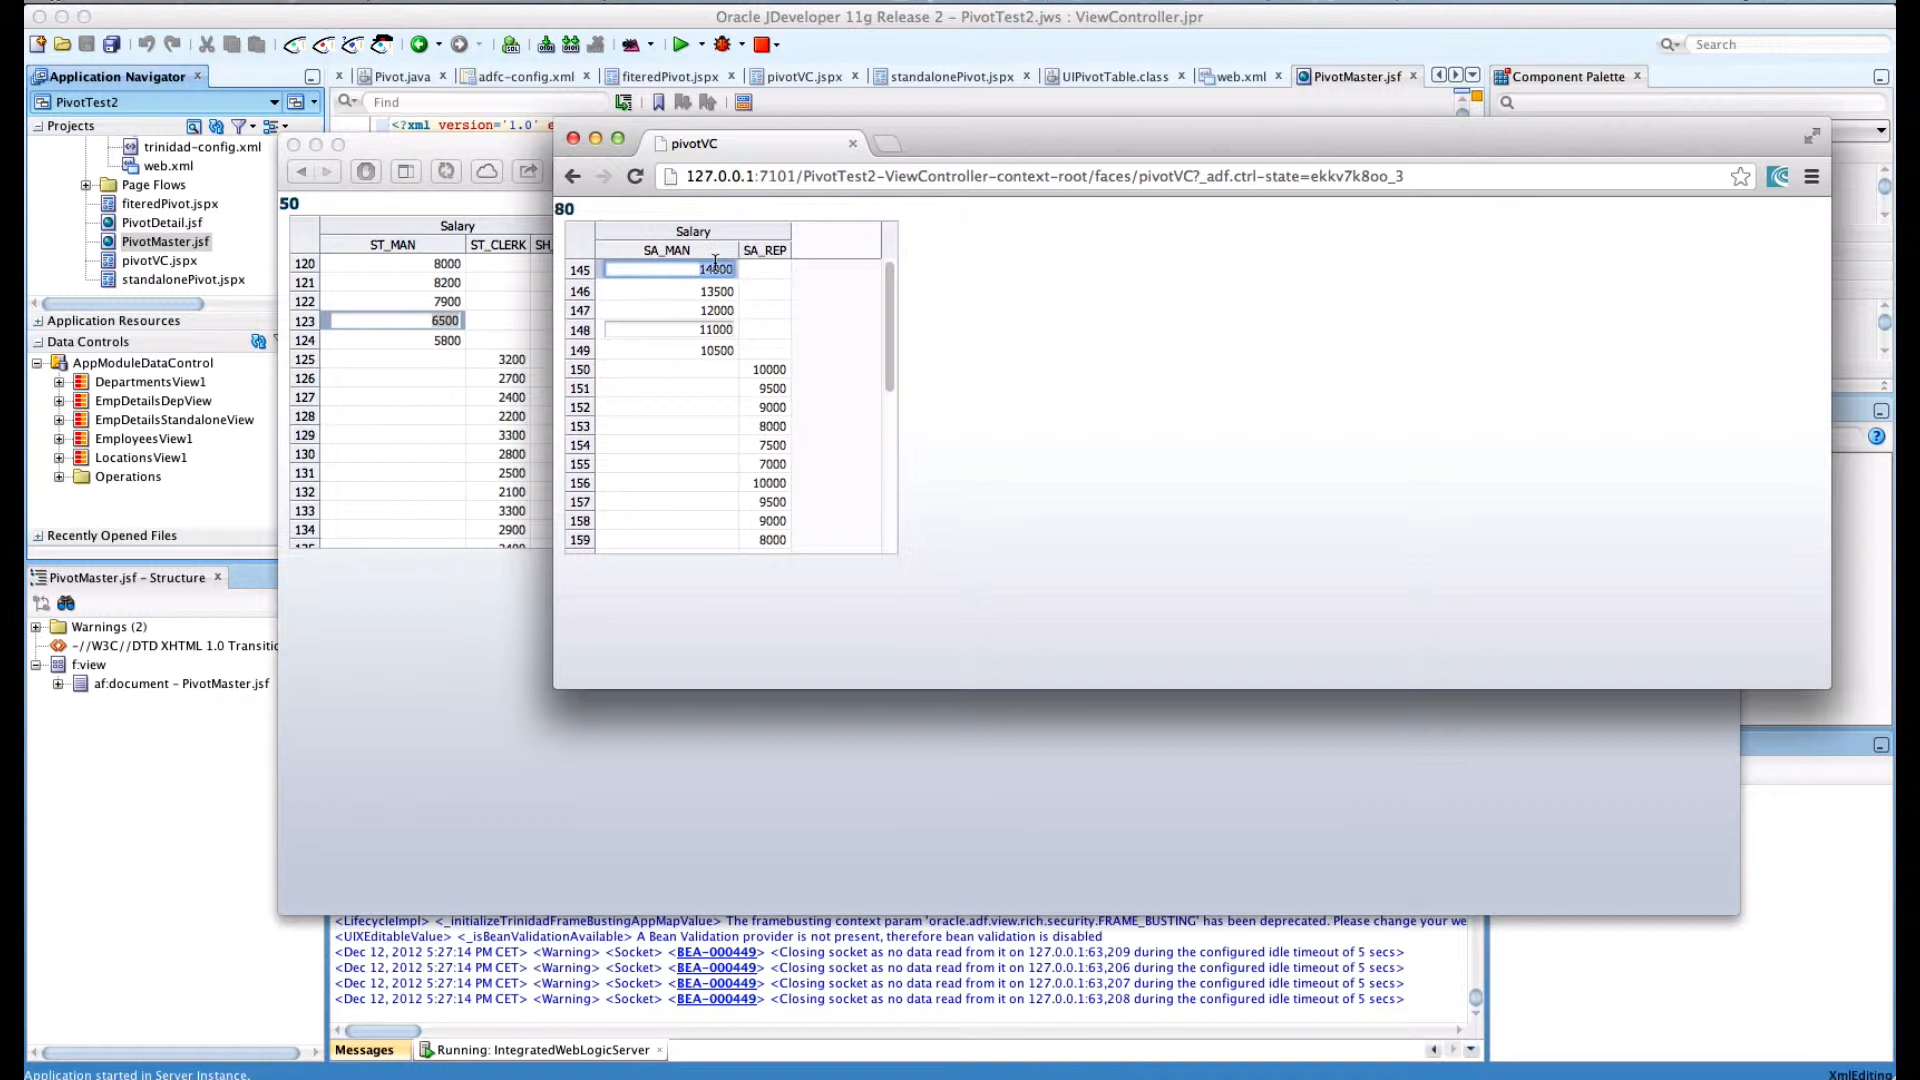 Oracle JDeveloper 11g Release 2 - PivotTest2.jws : ViewController.jpr
Search
Application Navigator
Pivot.java
adfc-config.xml
fiteredPivot.jspx
pivotVC.jspx
standalonePivot.jspx
UIPivotTable.class
web.xml
PivotMaster.jsf
Component Palette
PivotTest2
Find
Projects
<?xml version='1.0' e
trinidad-config.xml
web.xml
Page Flows
fiteredPivot.jspx
PivotDetail.jsf
PivotMaster.jsf
pivotVC.jspx
standalonePivot.jspx
Application Resources
Data Controls
AppModuleDataControl
DepartmentsView1
EmpDetailsDepView
EmpDetailsStandaloneView
EmployeesView1
LocationsView1
Operations
Recently Opened Files
PivotMaster.jsf - Structure
Warnings (2)
-//W3C//DTD XHTML 1.0 Transitic
f:view
af:document - PivotMaster.jsf
50
Salary
ST_MAN ST_CLERK SH_
120 8000
121 8200
122 7900
123 6500
124 5800
125 3200
126 2700
127 2400
128 2200
129 3300
130 2800
131 2500
132 2100
133 3300
134 2900
pivotVC
127.0.0.1:7101/PivotTest2-ViewController-context-root/faces/pivotVC?_adf.ctrl-state=ekkv7k8oo_3
80
Salary
SA_MAN SA_REP
145 14000
146 13500
147 12000
148 11000
149 10500
150 10000
151 9500
152 9000
153 8000
154 7500
155 7000
156 10000
157 9500
158 9000
159 8000
<LifecycleImpl> <_initializeTrinidadFrameBustingAppMapValue> The framebusting context param 'oracle.adf.view.rich.security.FRAME_BUSTING' has been deprecated. Please change your we
<UIXEditableValue> <_isBeanValidationAvailable> A Bean Validation provider is not present, therefore bean validation is disabled
<Dec 12, 2012 5:27:14 PM CET> <Warning> <Socket> <BEA-000449> <Closing socket as no data read from it on 127.0.0.1:63,209 during the configured idle timeout of 5 secs>
<Dec 12, 2012 5:27:14 PM CET> <Warning> <Socket> <BEA-000449> <Closing socket as no data read from it on 127.0.0.1:63,206 during the configured idle timeout of 5 secs>
<Dec 12, 2012 5:27:14 PM CET> <Warning> <Socket> <BEA-000449> <Closing socket as no data read from it on 127.0.0.1:63,207 during the configured idle timeout of 5 secs>
<Dec 12, 2012 5:27:14 PM CET> <Warning> <Socket> <BEA-000449> <Closing socket as no data read from it on 127.0.0.1:63,208 during the configured idle timeout of 5 secs>
Messages
Running: IntegratedWebLogicServer
Application started in Server Instance.
XmlEditing